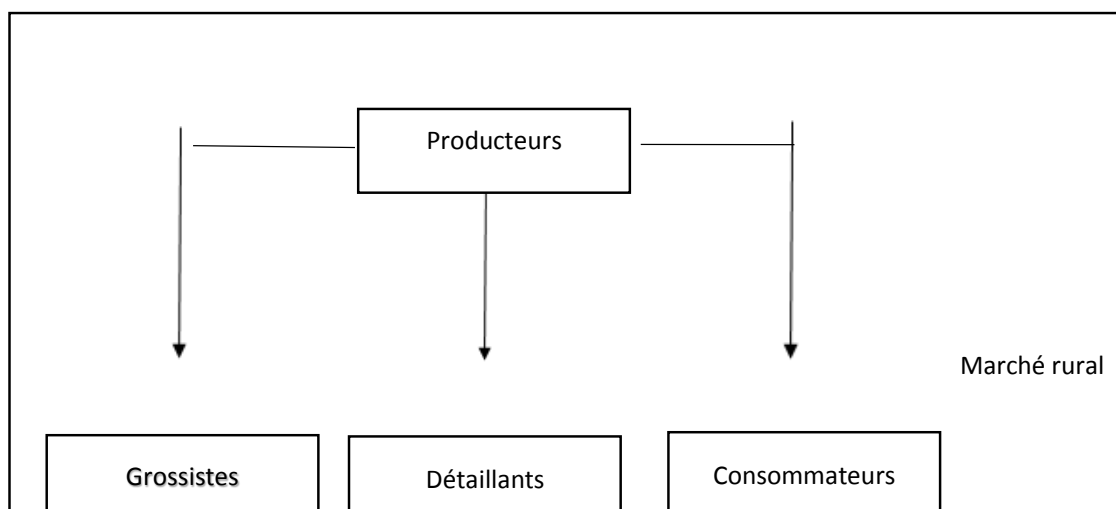 Producteurs
Marché rural
Grossistes
Détaillants
Consommateurs